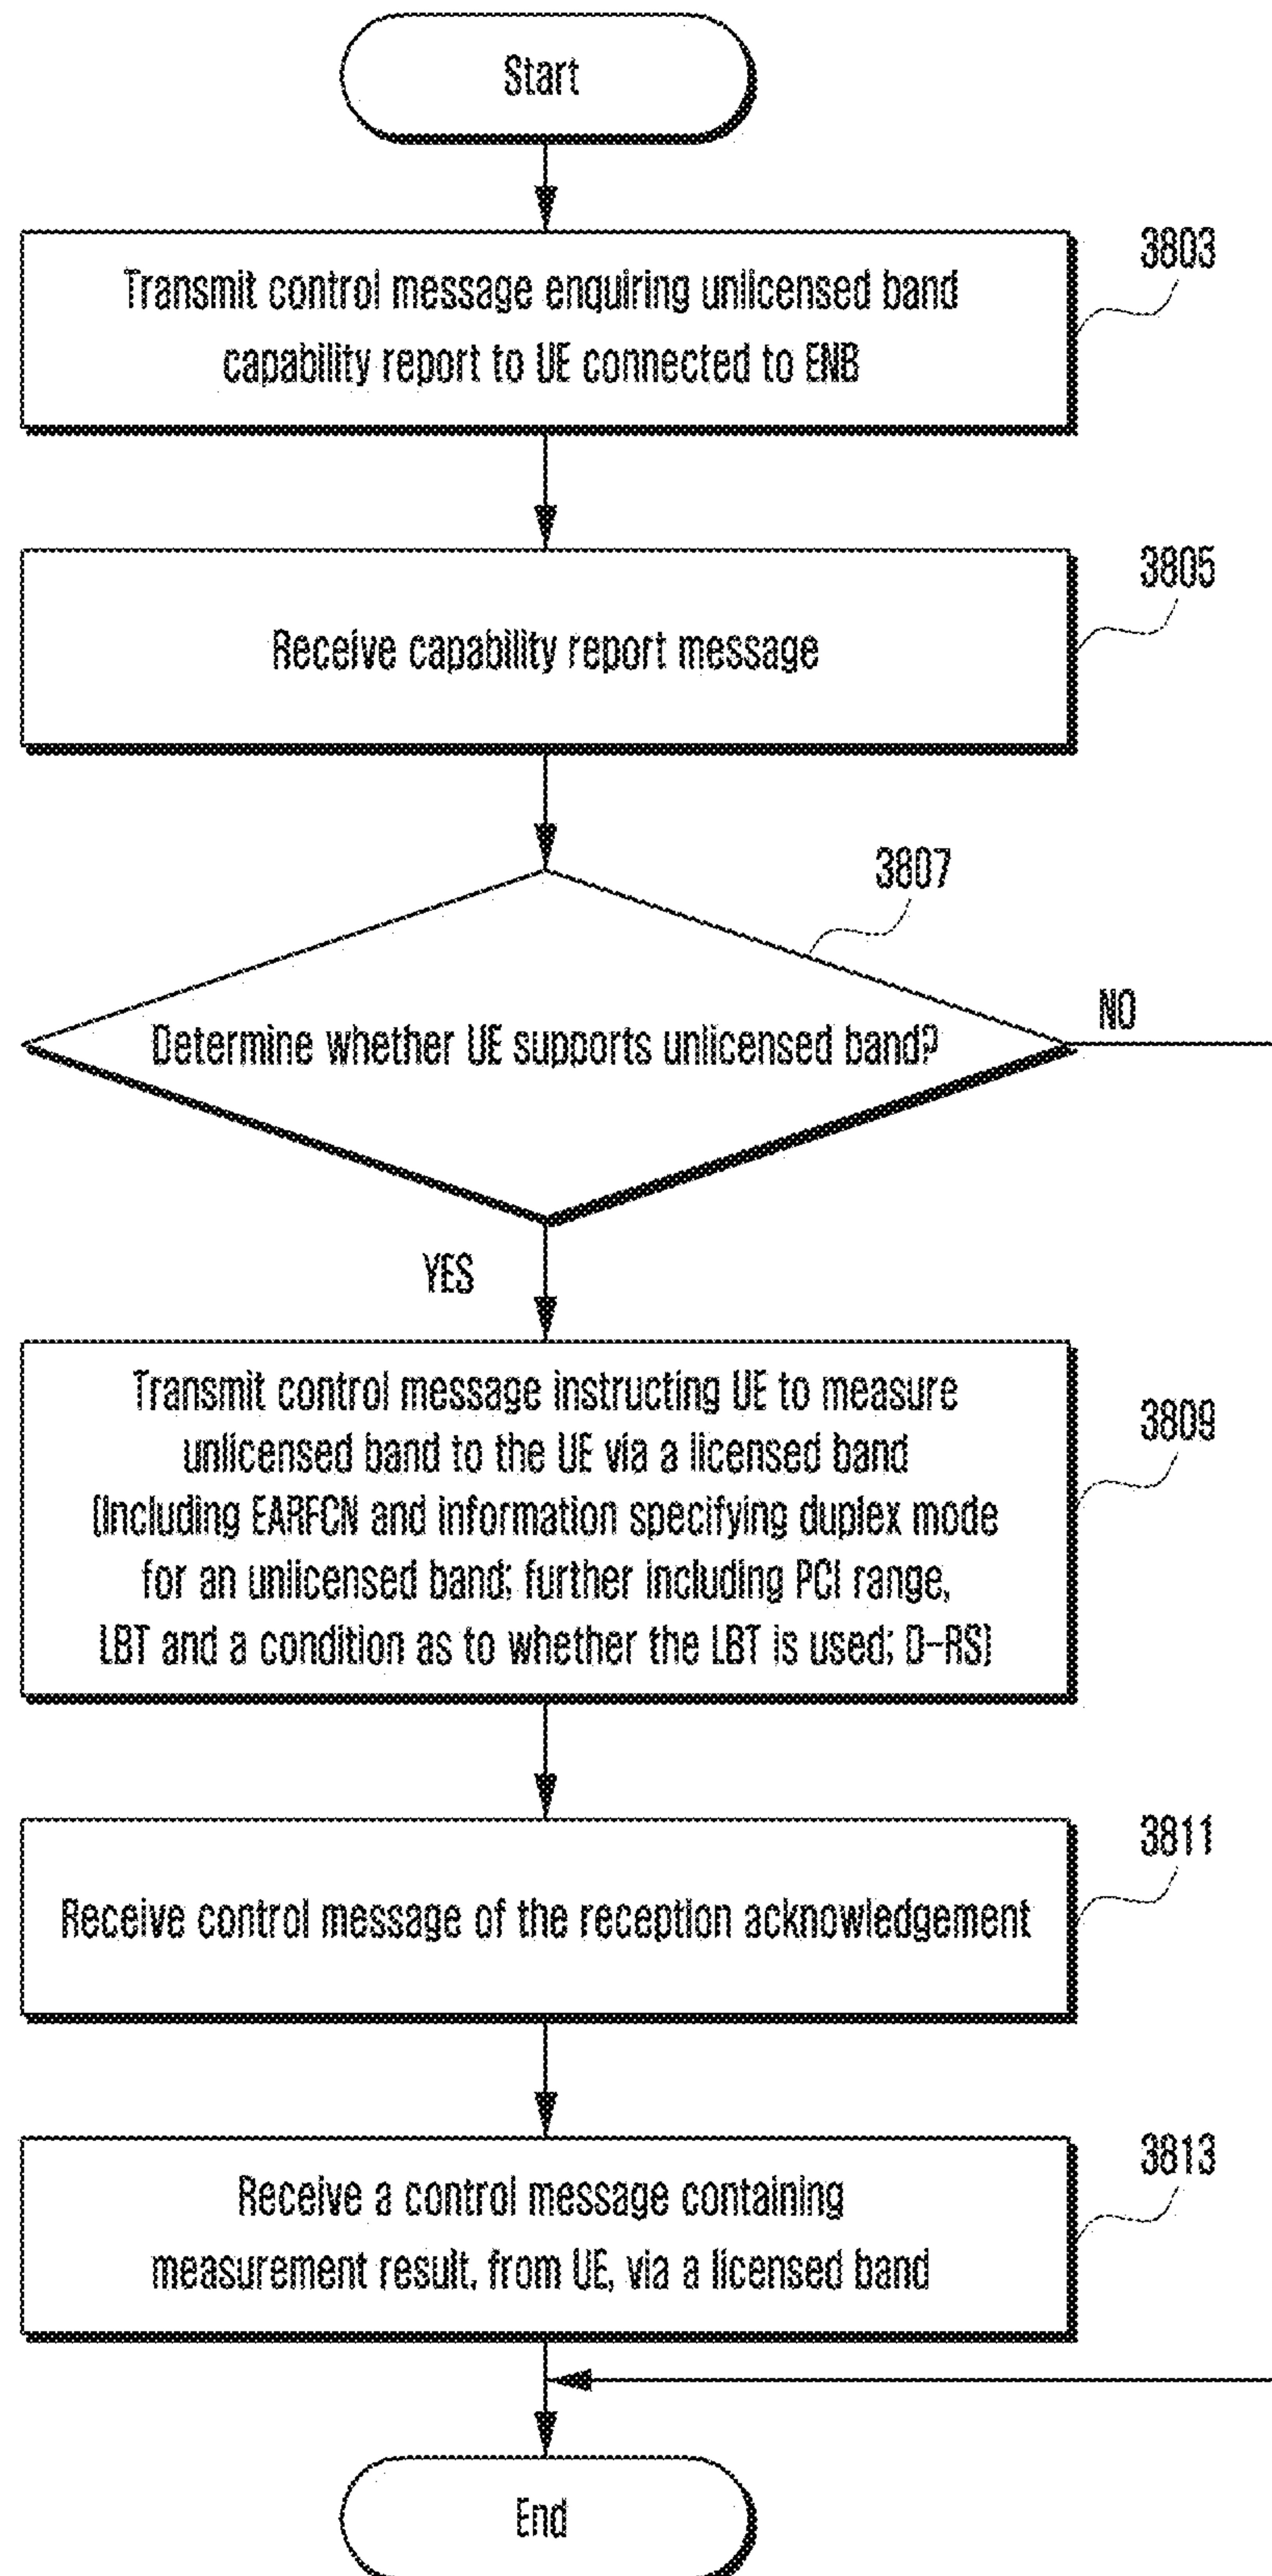 Start
3803
Transmit control message enquiring unlicensed band
capability report to UE connected to ENB
3805
Receive capability report message
3807
Determine whether UE supports unlicensed band?
NO
YES
3809
Transmit control message instructing UE to measure
unlicensed band to the UE via a licensed band
(Including EARFCN and information specifying duplex mode
for an unlicensed band; further including PCI range,
LBT and a condition as to whether the LBT is used; D-RS)
3811
Receive control message of the reception acknowledgement
3813
Receive a control message containing
measurement result, from UE, via a licensed band
End